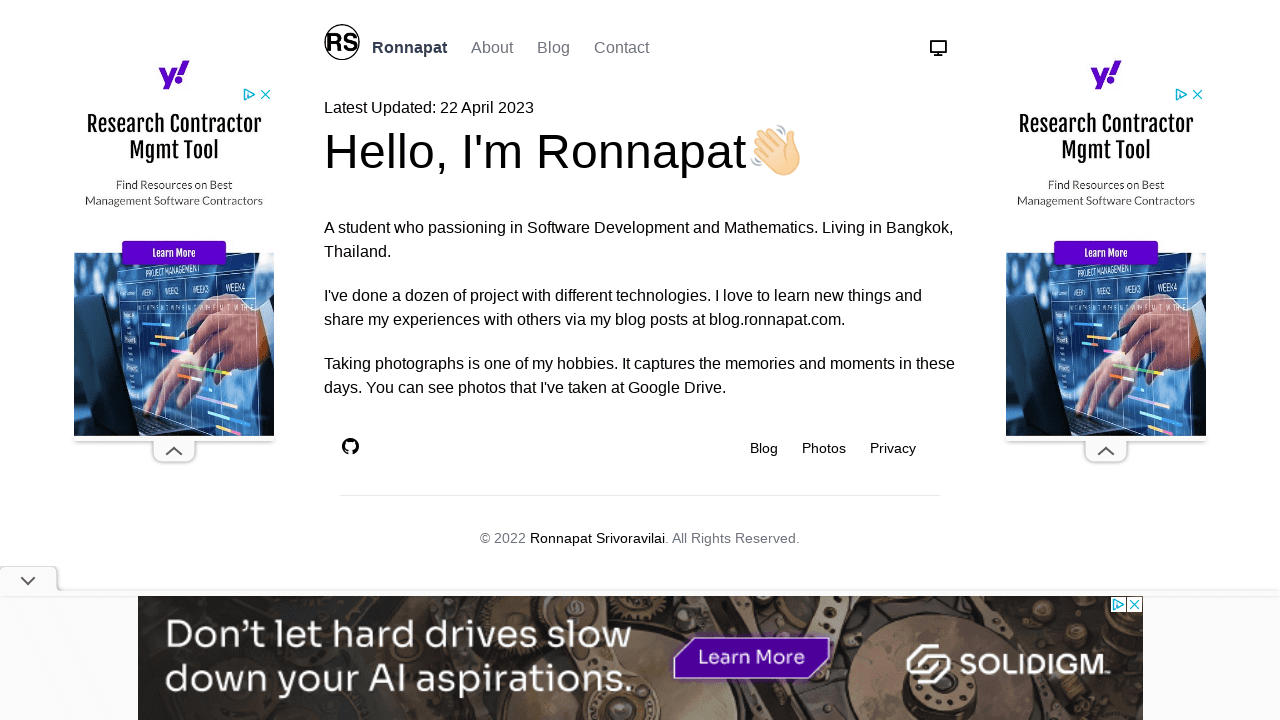 RS
Ronnapat
About
Blog
Contact
Latest Updated: 22 April 2023
Hello, I'm Ronnapat
A student who passioning in Software Development and Mathematics. Living in Bangkok,
Thailand.
I've done a dozen of project with different technologies. I love to learn new things and
share my experiences with others via my blog posts at blog.ronnapat.com.
Taking photographs is one of my hobbies. It captures the memories and moments in these
days. You can see photos that I've taken at Google Drive.
Blog
Photos
Privacy
© 2022 Ronnapat Srivoravilai. All Rights Reserved.
y!
Research Contractor
Mgmt Tool
Find Resources on Best
Management Software Contractors
Learn More
PROJECT MANAGEMENT
WEEK1
WEEK2
WEEK3
WEEK4
y!
Research Contractor
Mgmt Tool
Find Resources on Best
Management Software Contractors
Learn More
PROJECT MANAGEMENT
WEEK1
WEEK2
WEEK3
WEEK4
Don't let hard drives slow
down your AI aspirations.
Learn More
SOLIDIGM